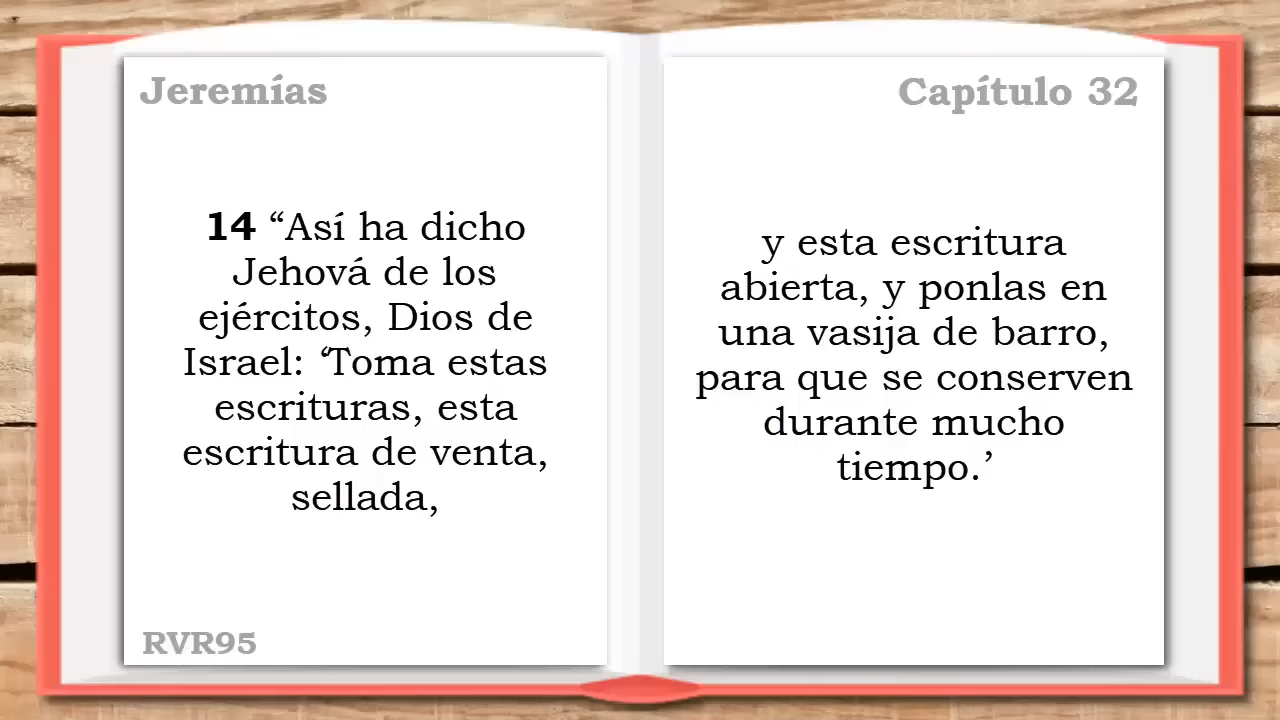 Jeremías
14 “Así ha dicho
Jehová de los
ejércitos, Dios de
Israel: ‘Toma estas
escrituras, esta
escritura de venta,
sellada,
RVR95
Capítulo 32
y esta escritura
abierta, y ponlas en
una vasija de barro,
para que se conserven
durante mucho
tiempo.’